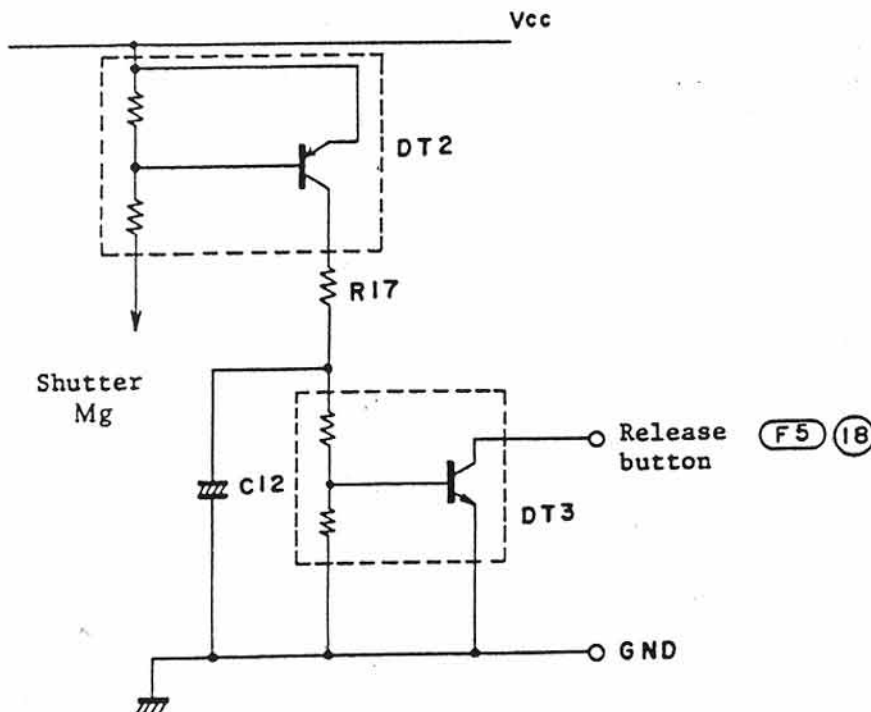 Vcc
DT2
R17
Shutter
Mg
C12
DT3
Release
button
F5
18
GND